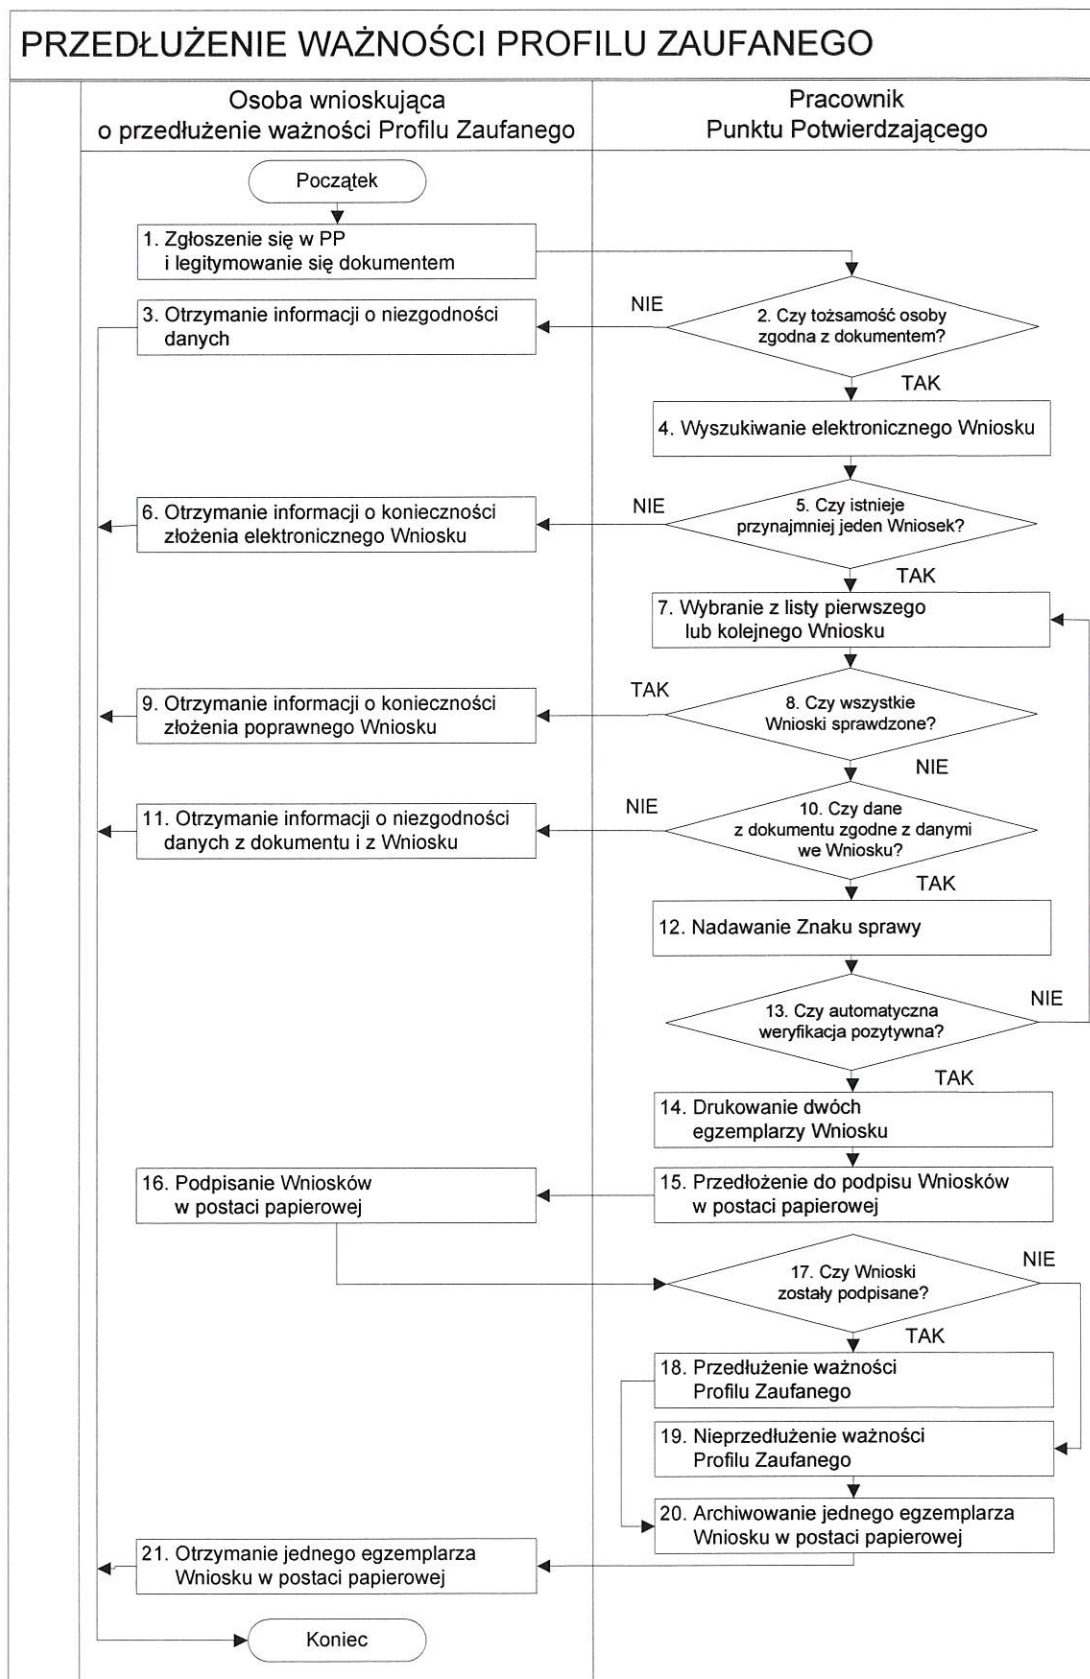 PRZEDŁUŻENIE WAŻNOŚCI PROFILU ZAUFANEGO
Osoba wnioskująca
o przedłużenie ważności Profilu Zaufanego
Pracownik
Punktu Potwierdzającego
Początek
1. Zgłoszenie się w PP
i legitymowanie się dokumentem
2. Czy tożsamość osoby
zgodna z dokumentem?
NIE
3. Otrzymanie informacji o niezgodności
danych
TAK
4. Wyszukiwanie elektronicznego Wniosku
5. Czy istnieje
przynajmniej jeden Wniosek?
NIE
6. Otrzymanie informacji o konieczności
złożenia elektronicznego Wniosku
TAK
7. Wybranie z listy pierwszego
lub kolejnego Wniosku
8. Czy wszystkie
Wnioski sprawdzone?
TAK
9. Otrzymanie informacji o konieczności
złożenia poprawnego Wniosku
NIE
10. Czy dane
z dokumentu zgodne z danymi
we Wniosku?
NIE
11. Otrzymanie informacji o niezgodności
danych z dokumentu i z Wniosku
TAK
12. Nadawanie Znaku sprawy
13. Czy automatyczna
weryfikacja pozytywna?
NIE
TAK
14. Drukowanie dwóch
egzemplarzy Wniosku
15. Przedłożenie do podpisu Wniosków
w postaci papierowej
16. Podpisanie Wniosków
w postaci papierowej
17. Czy Wnioski
zostały podpisane?
NIE
TAK
18. Przedłużenie ważności
Profilu Zaufanego
19. Nieprzedłużenie ważności
Profilu Zaufanego
20. Archiwowanie jednego egzemplarza
Wniosku w postaci papierowej
21. Otrzymanie jednego egzemplarza
Wniosku w postaci papierowej
Koniec